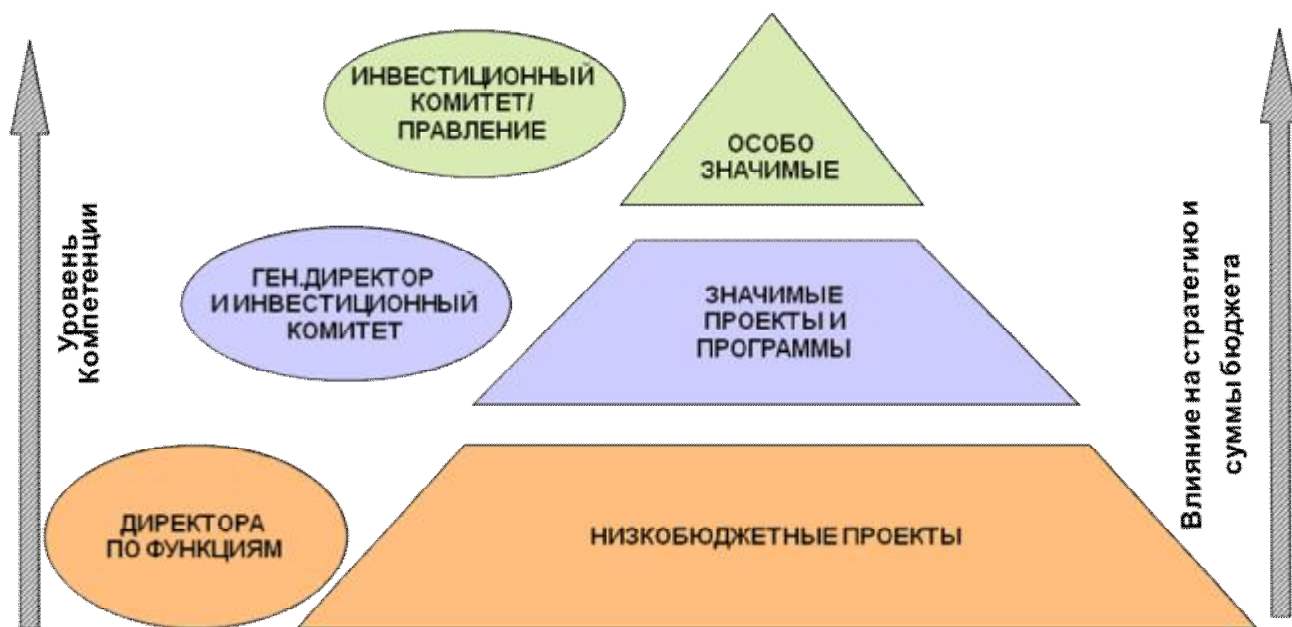 ИНВЕСТИЦИОННЫЙ
КОМИТЕТ/
ПРАВЛЕНИЕ
ОСОБО
ЗНАЧИМЫЕ
Уровень
Компетенции
ГЕН.ДИРЕКТОР
И ИНВЕСТИЦИОННЫЙ
КОМИТЕТ
ЗНАЧИМЫЕ
ПРОЕКТЫ И
ПРОГРАММЫ
Влияние на стратегию и
суммы бюджета
ДИРЕКТОРА
ПО ФУНКЦИЯМ
НИЗКОБЮДЖЕТНЫЕ ПРОЕКТЫ